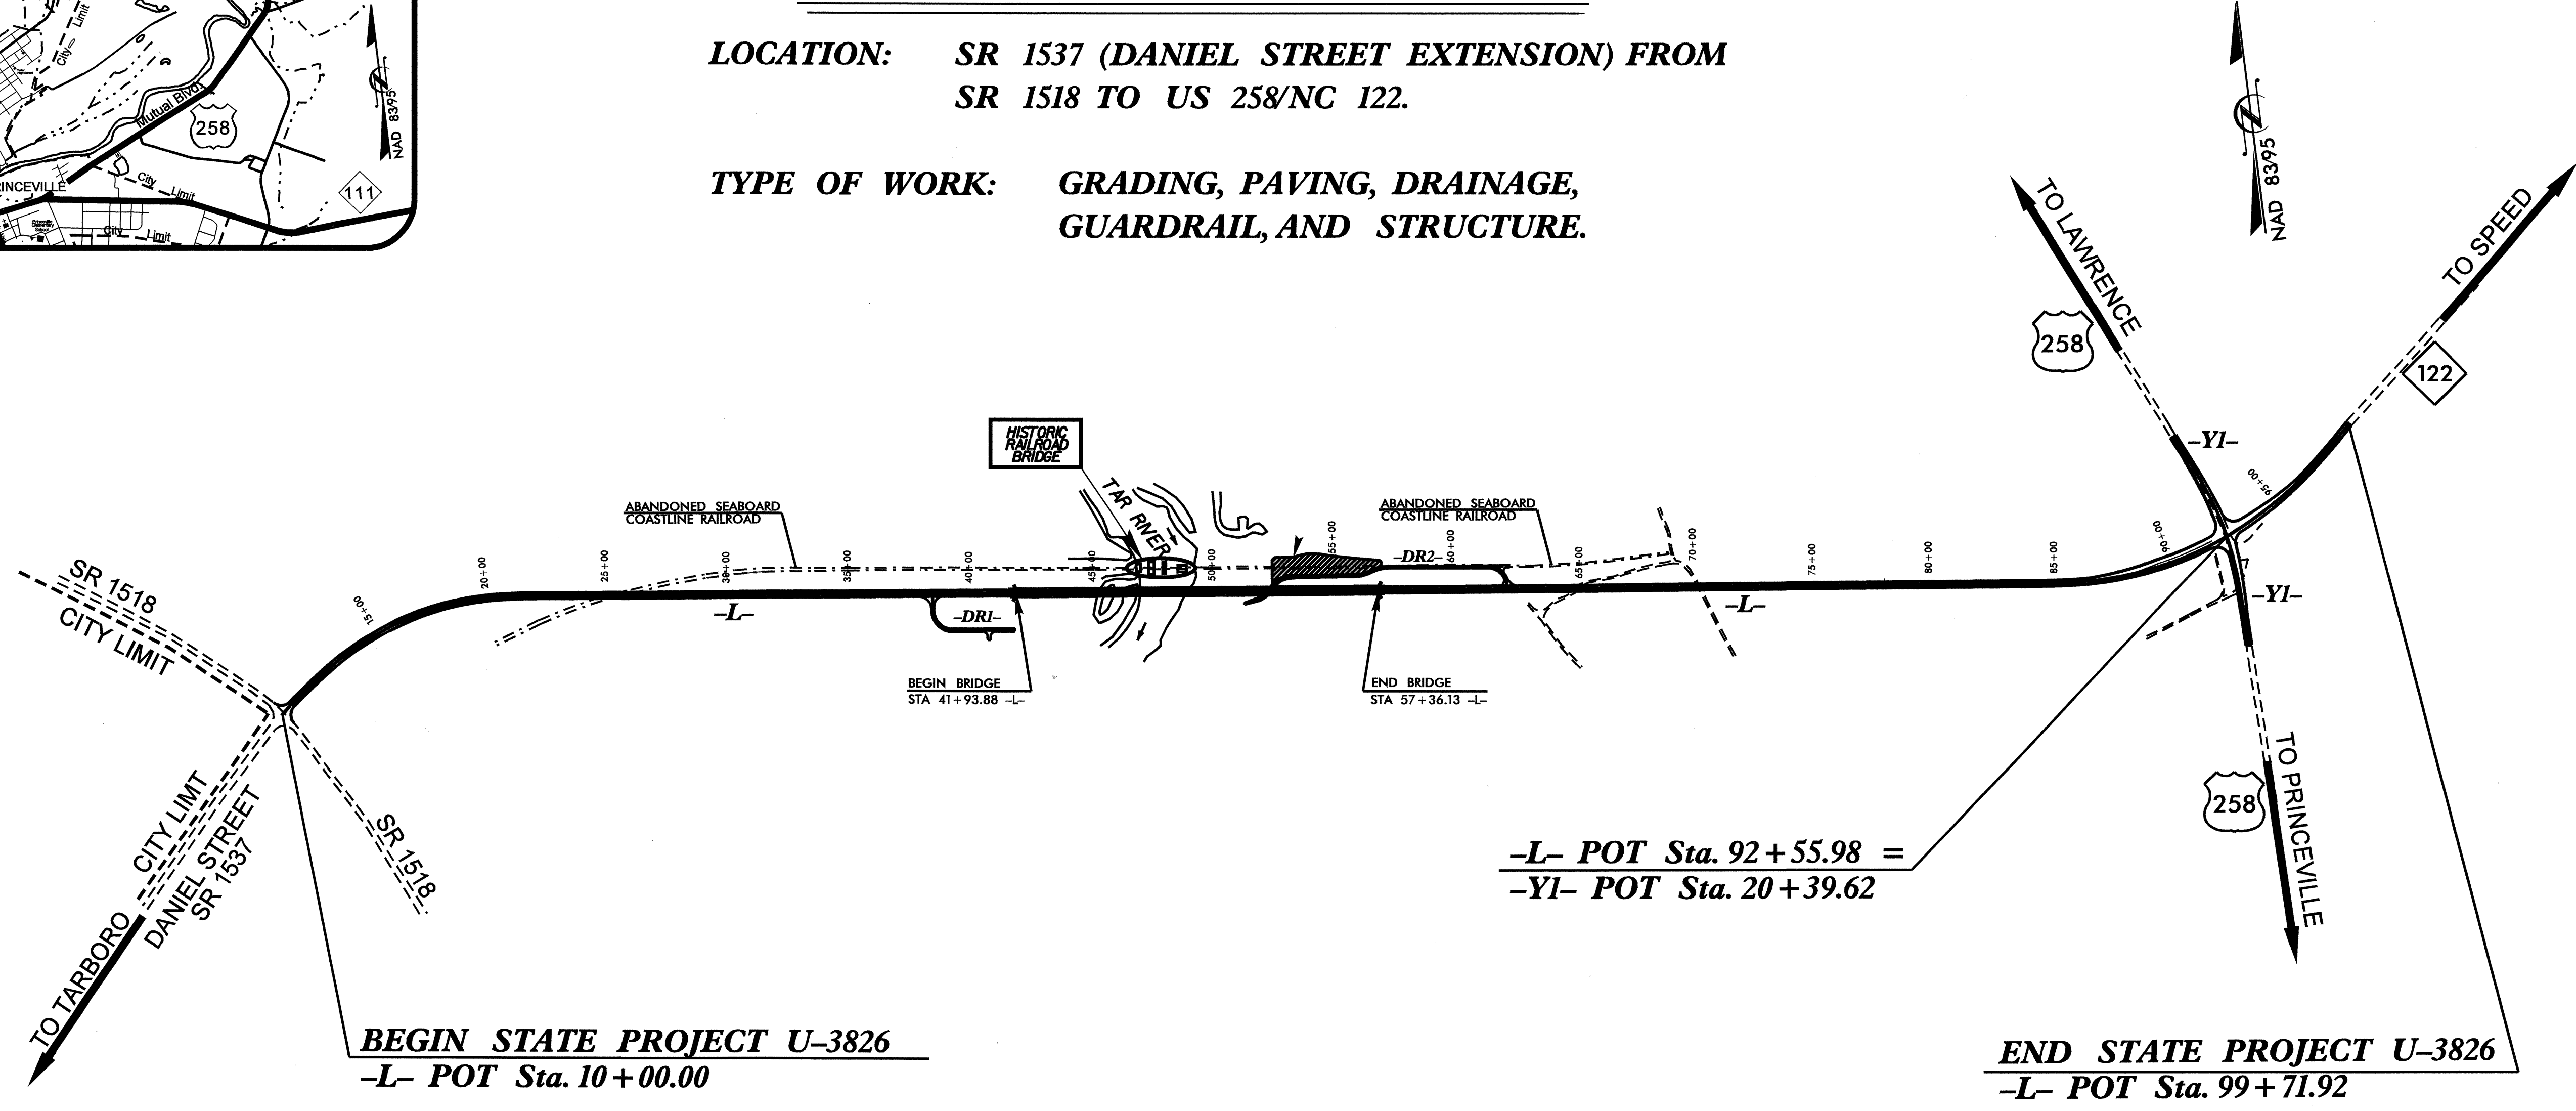 City
Limit
Mutual Blvd.
258
NAD 83/95
INCEVILLE
City Limit
111
Princeville
Elementary
School
City Limit
LOCATION: SR 1537 (DANIEL STREET EXTENSION) FROM
SR 1518 TO US 258/NC 122.
TYPE OF WORK: GRADING, PAVING, DRAINAGE,
GUARDRAIL, AND STRUCTURE.
NAD 83/95
TO LAWRENCE
TO SPEED
258
122
HISTORIC
RAILROAD
BRIDGE
TAR RIVER
–Y1–
ABANDONED SEABOARD
COASTLINE RAILROAD
ABANDONED SEABOARD
COASTLINE RAILROAD
15+00
20+00
25+00
30+00
35+00
40+00
45+00
50+00
55+00
60+00
65+00
70+00
75+00
80+00
85+00
90+00
95+00
–DR2–
SR 1518
CITY LIMIT
–L–
–DR1–
–L–
–Y1–
BEGIN BRIDGE
STA 41+93.88 –L–
END BRIDGE
STA 57+36.13 –L–
CITY LIMT
DANIEL STREET
SR 1537
SR 1518
TO TARBORO
TO PRINCEVILLE
258
–L– POT Sta. 92+55.98 =
–Y1– POT Sta. 20+39.62
BEGIN STATE PROJECT U–3826
–L– POT Sta. 10+00.00
END STATE PROJECT U–3826
–L– POT Sta. 99+71.92